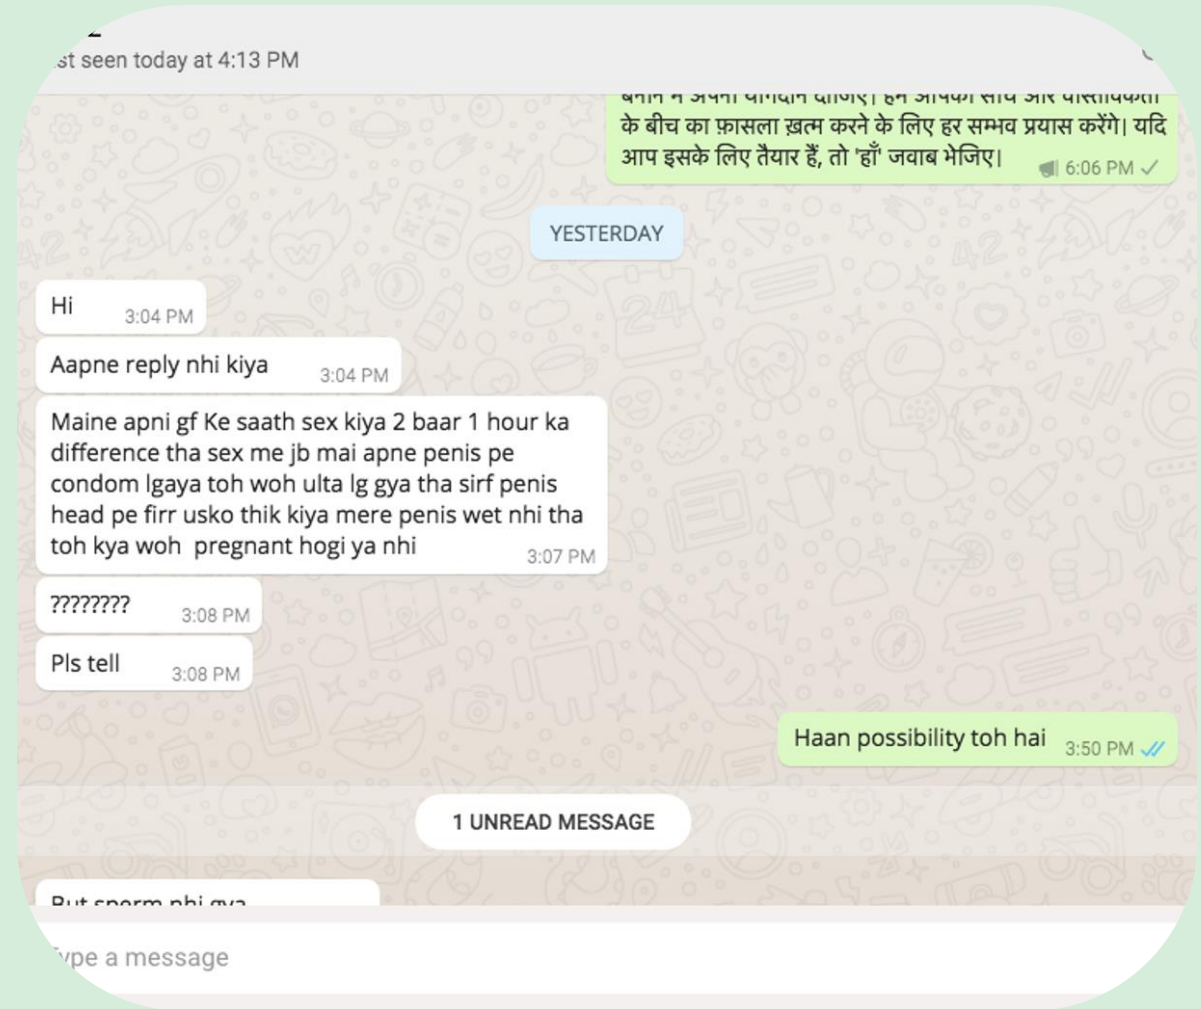 st seen today at 4:13 PM
के बीच का फ़ासला ख़त्म करने के लिए हर सम्भव प्रयास करेंगे। यदि
आप इसके लिए तैयार हैं, तो 'हाँ' जवाब भेजिए।
6:06 PM
YESTERDAY
Hi
3:04 PM
Aapne reply nhi kiya
3:04 PM
Maine apni gf Ke saath sex kiya 2 baar 1 hour ka
difference tha sex me jb mai apne penis pe
condom lgaya toh woh ulta lg gya tha sirf penis
head pe firr usko thik kiya mere penis wet nhi tha
toh kya woh pregnant hogi ya nhi
3:07 PM
????????
3:08 PM
Pls tell
3:08 PM
Haan possibility toh hai
3:50 PM
1 UNREAD MESSAGE
But sperm nhi gya
ype a message